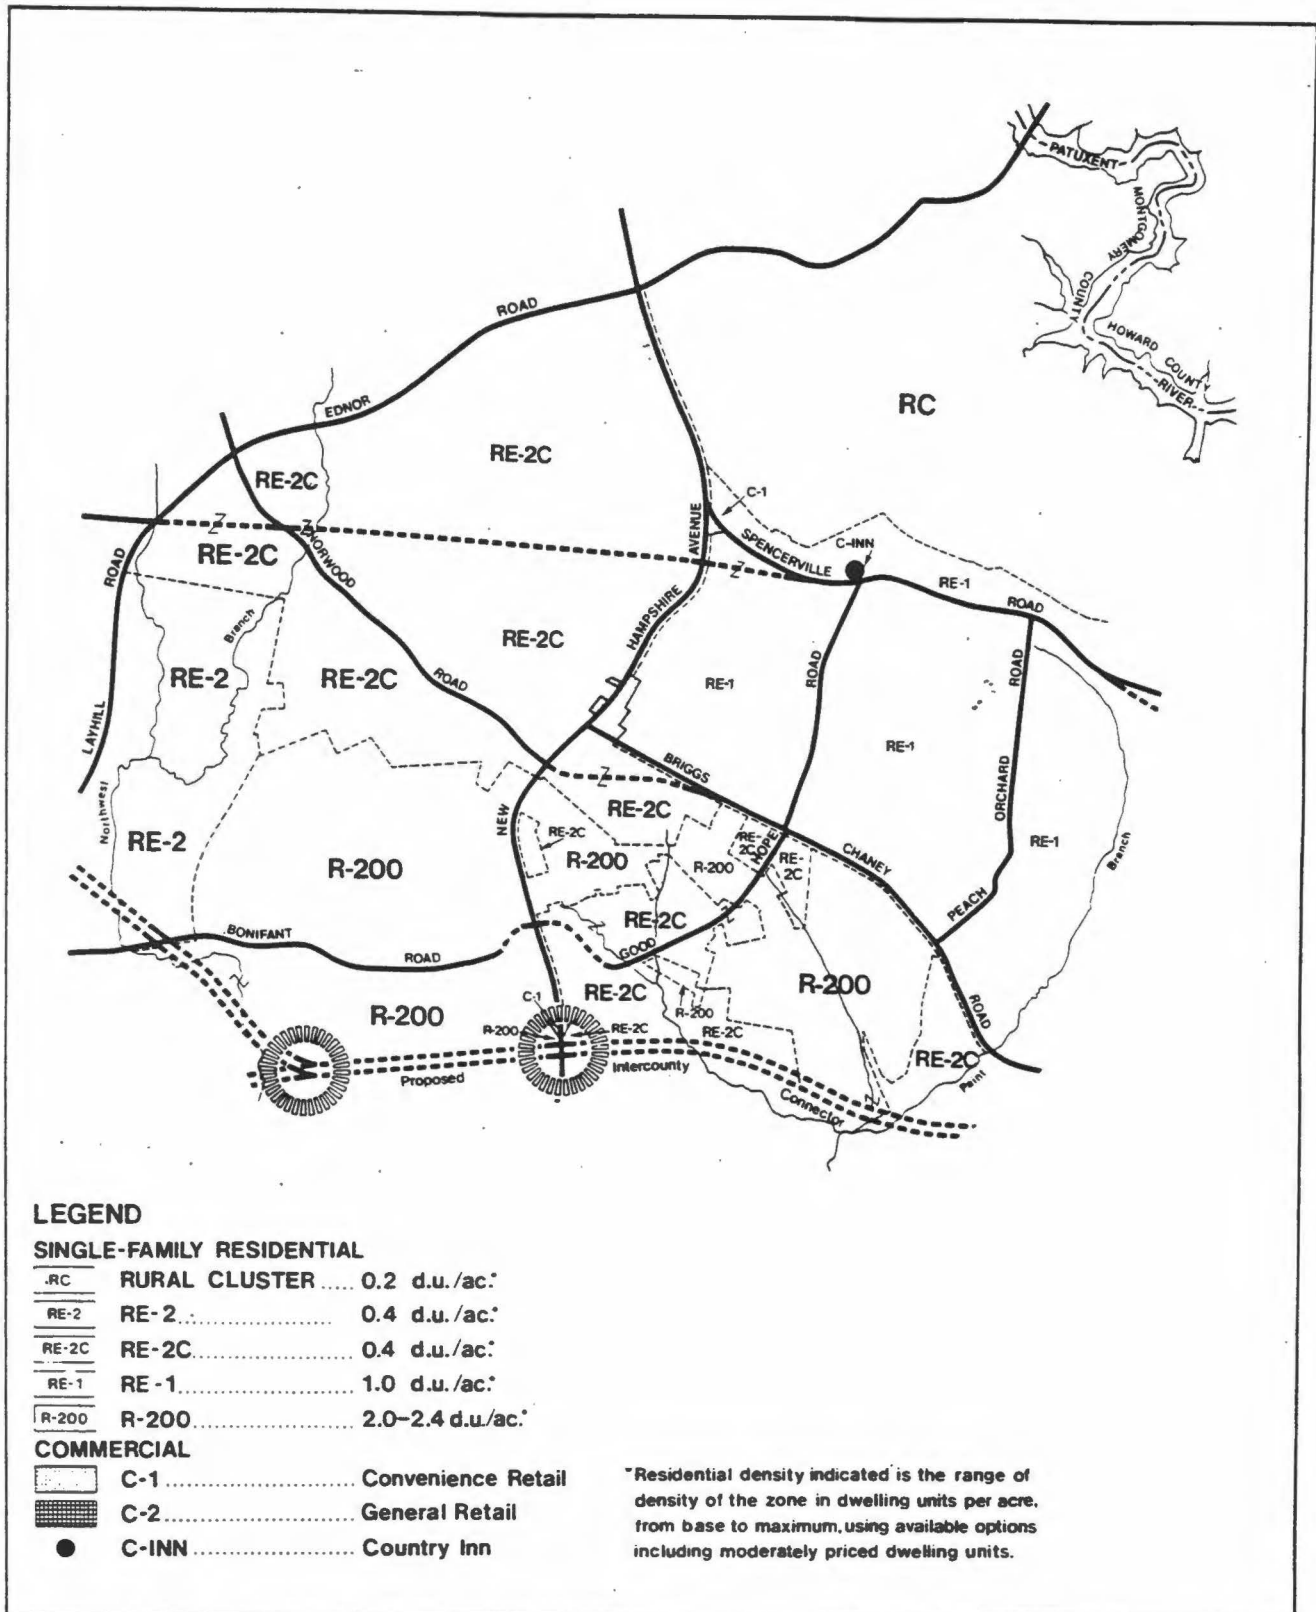 PATUXENT
MONTGOMERY
COUNTY
HOWARD COUNTY
RIVER
ROAD
EDNOR
RC
RE-2C
RE-2C
C-1
AVENUE
SPENCERVILLE
C-INN
RE-1
ROAD
NORWOOD
RE-2C
ROAD
Branch
HAMPSHIRE
RE-2C
RE-2
RE-2C
ROAD
RE-1
ROAD
ROAD
LAYHILL
RE-1
BRIGGS
ORCHARD
Northwest
RE-2
NEW
RE-2C
RE-2C
R-200
R-200
RE-2C
HOPE
RE-2C
CHANEY
RE-1
Branch
R-200
RE-2C
PEACH
BONIFANT
ROAD
GOOD
R-200
RE-2C
R-200
ROAD
R-200
C-1
R-200
RE-2C
RE-2C
RE-2C
Paint
Proposed
Intercounty
Connector
LEGEND
SINGLE-FAMILY RESIDENTIAL
RC RURAL CLUSTER ..... 0.2 d.u./ac.*
RE-2 RE-2 ................... 0.4 d.u./ac.*
RE-2C RE-2C .................... 0.4 d.u./ac.*
RE-1 RE-1 ...................... 1.0 d.u./ac.*
R-200 R-200 .................... 2.0-2.4 d.u./ac.*
COMMERCIAL
C-1 ........................ Convenience Retail
C-2 ........................ General Retail
C-INN .................... Country Inn
*Residential density indicated is the range of
density of the zone in dwelling units per acre,
from base to maximum, using available options
including moderately priced dwelling units.